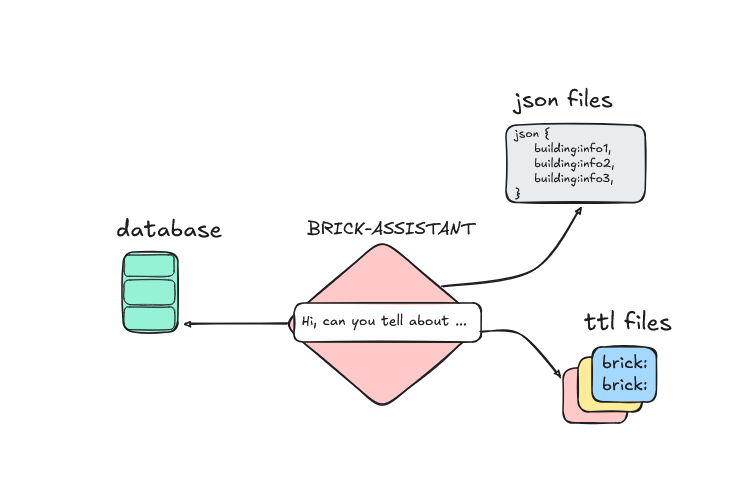 json files
json {
building:info1,
building:info2,
building:info3,
}
database
BRICK-ASSISTANT
Hi, can you tell about ...
ttl files
brick:
brick: